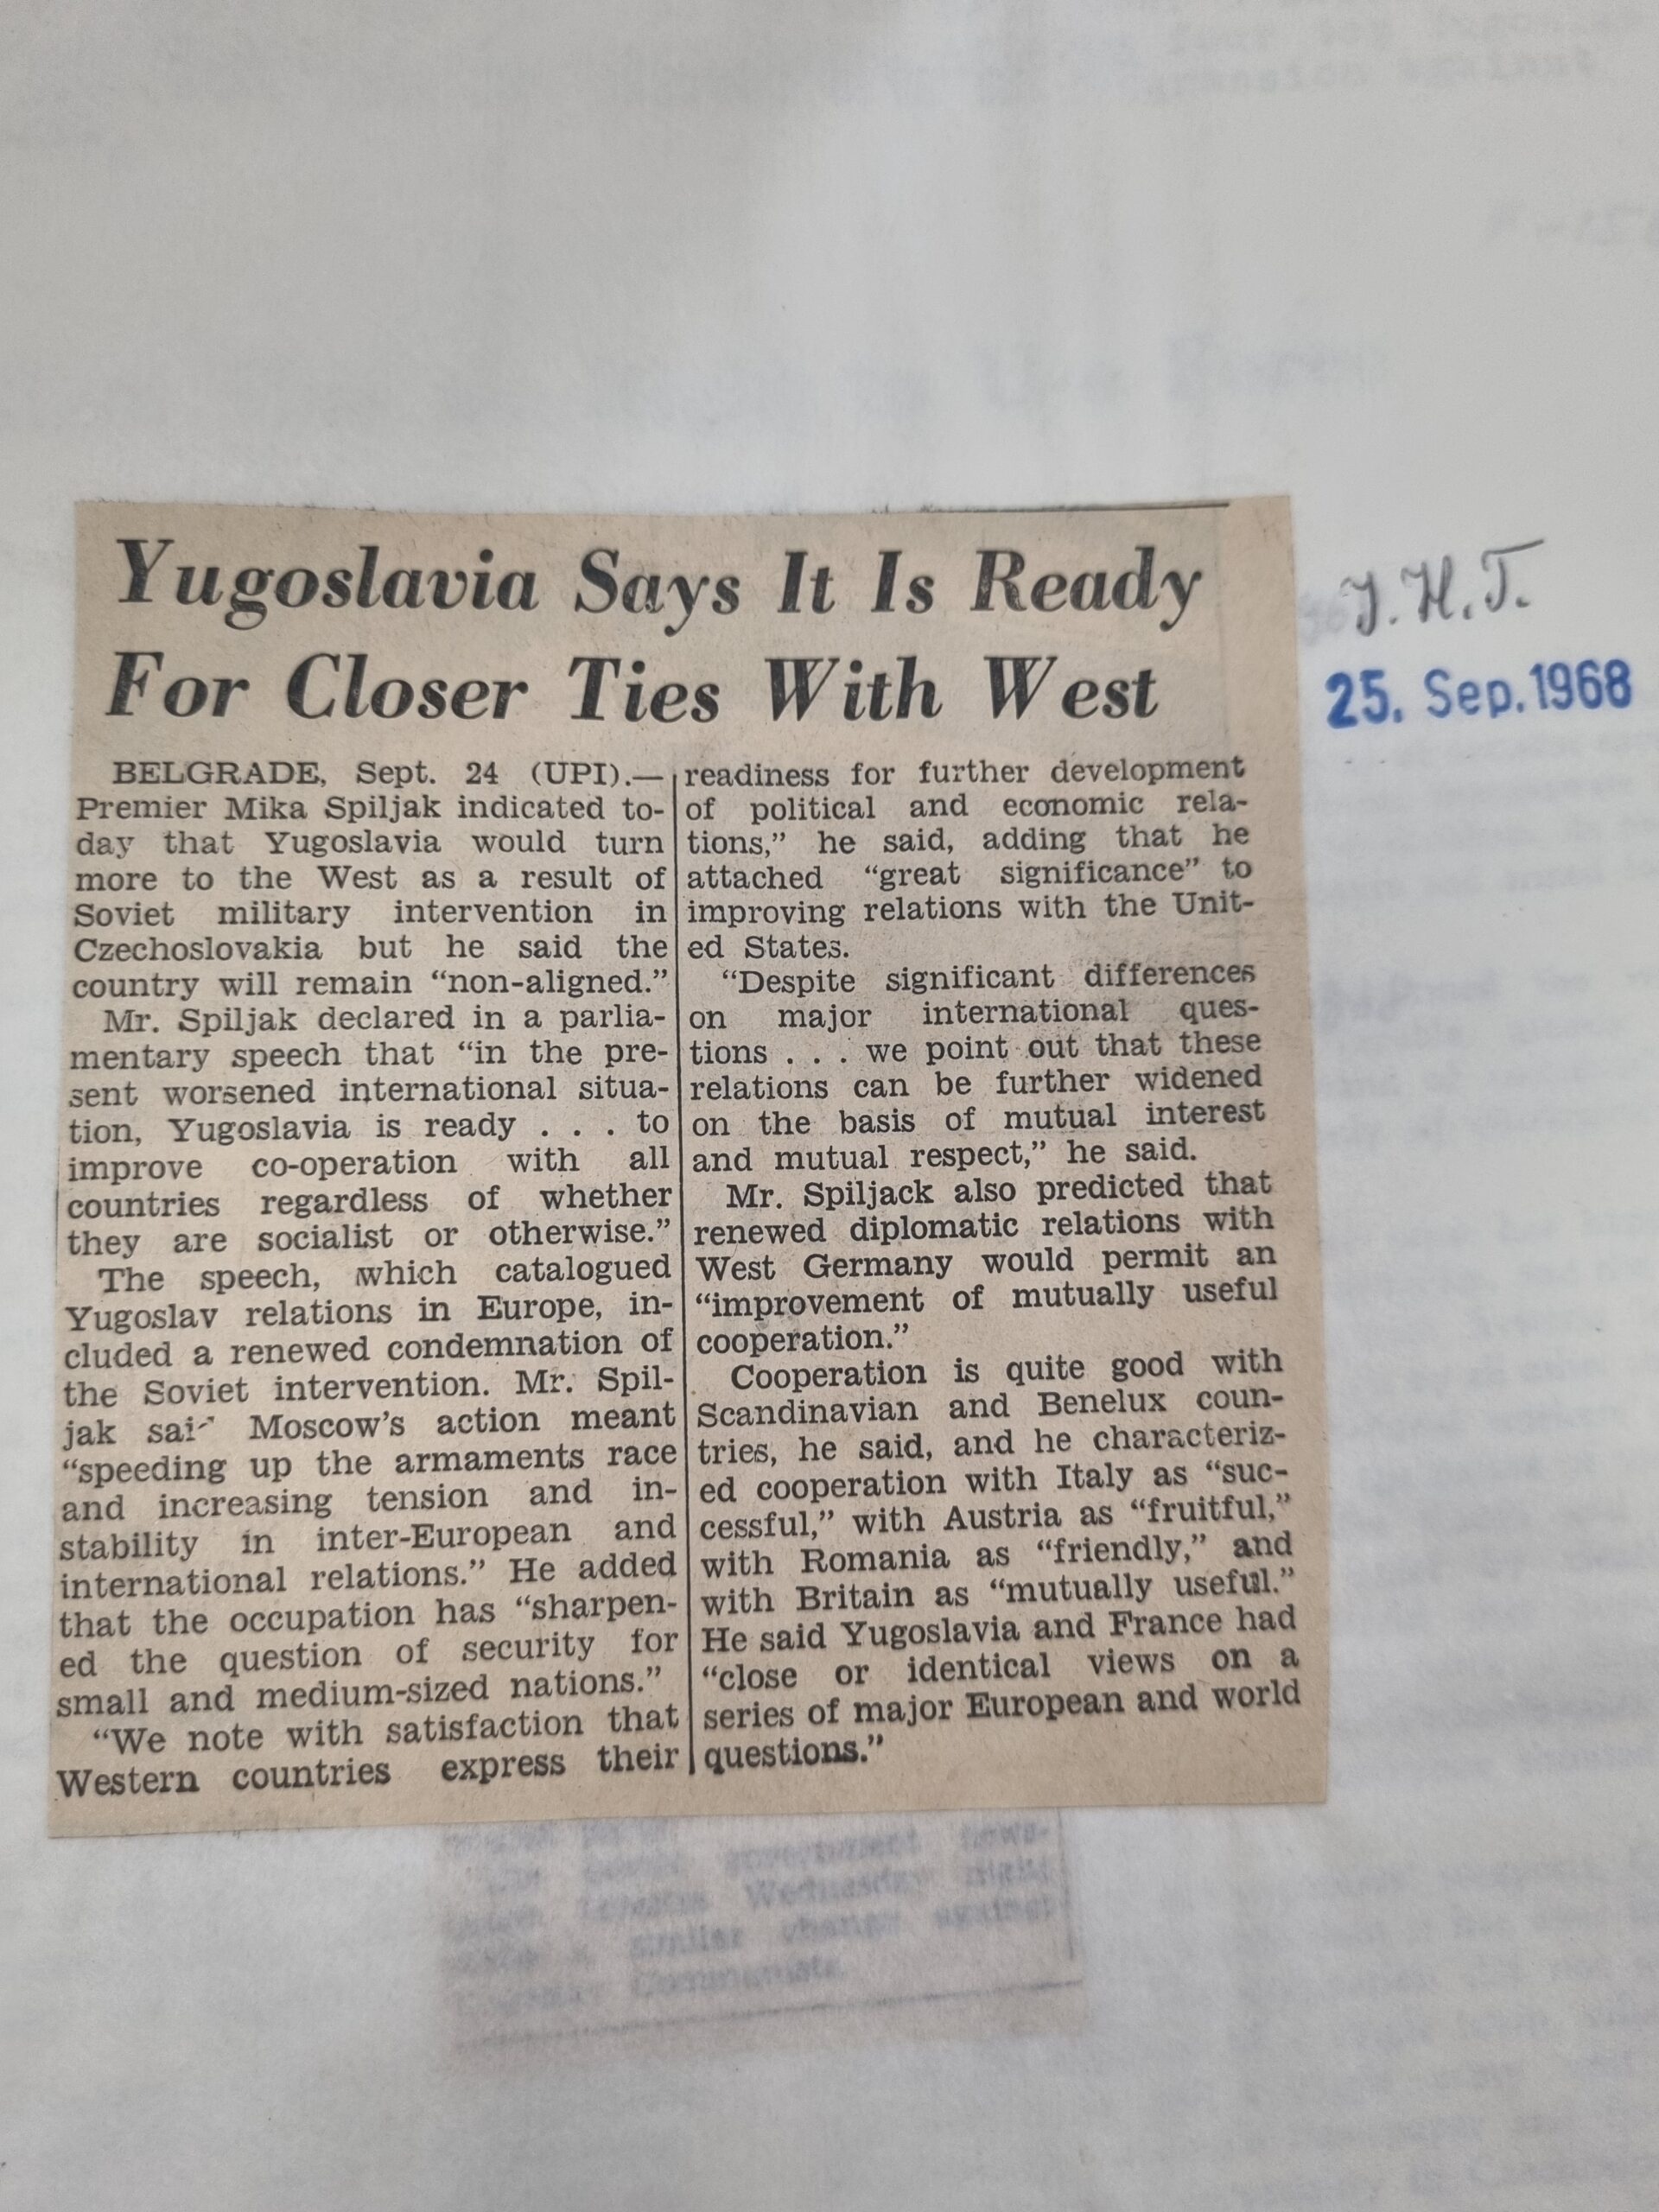 Yugoslavia Says It Is Ready
For Closer Ties With West
J.H.T.
25. Sep. 1968
BELGRADE, Sept. 24 (UPI).—
Premier Mika Spiljak indicated to-
day that Yugoslavia would turn
more to the West as a result of
Soviet military intervention in
Czechoslovakia but he said the
country will remain “non-aligned.”
Mr. Spiljak declared in a parlia-
mentary speech that “in the pre-
sent worsened international situa-
tion, Yugoslavia is ready . . . to
improve co-operation with all
countries regardless of whether
they are socialist or otherwise.”
The speech, which catalogued
Yugoslav relations in Europe, in-
cluded a renewed condemnation of
the Soviet intervention. Mr. Spil-
jak said Moscow’s action meant
“speeding up the armaments race
and increasing tension and in-
stability in inter-European and
international relations.” He added
that the occupation has “sharpen-
ed the question of security for
small and medium-sized nations.”
“We note with satisfaction that
Western countries express their
readiness for further development
of political and economic rela-
tions,” he said, adding that he
attached “great significance” to
improving relations with the Unit-
ed States.
“Despite significant differences
on major international ques-
tions . . . we point out that these
relations can be further widened
on the basis of mutual interest
and mutual respect,” he said.
Mr. Spiljack also predicted that
renewed diplomatic relations with
West Germany would permit an
“improvement of mutually useful
cooperation.”
Cooperation is quite good with
Scandinavian and Benelux coun-
tries, he said, and he characteriz-
ed cooperation with Italy as “suc-
cessful,” with Austria as “fruitful,”
with Romania as “friendly,” and
with Britain as “mutually useful.”
He said Yugoslavia and France had
“close or identical views on a
series of major European and world
questions.”
government news-
Wednesday night
similar charge against